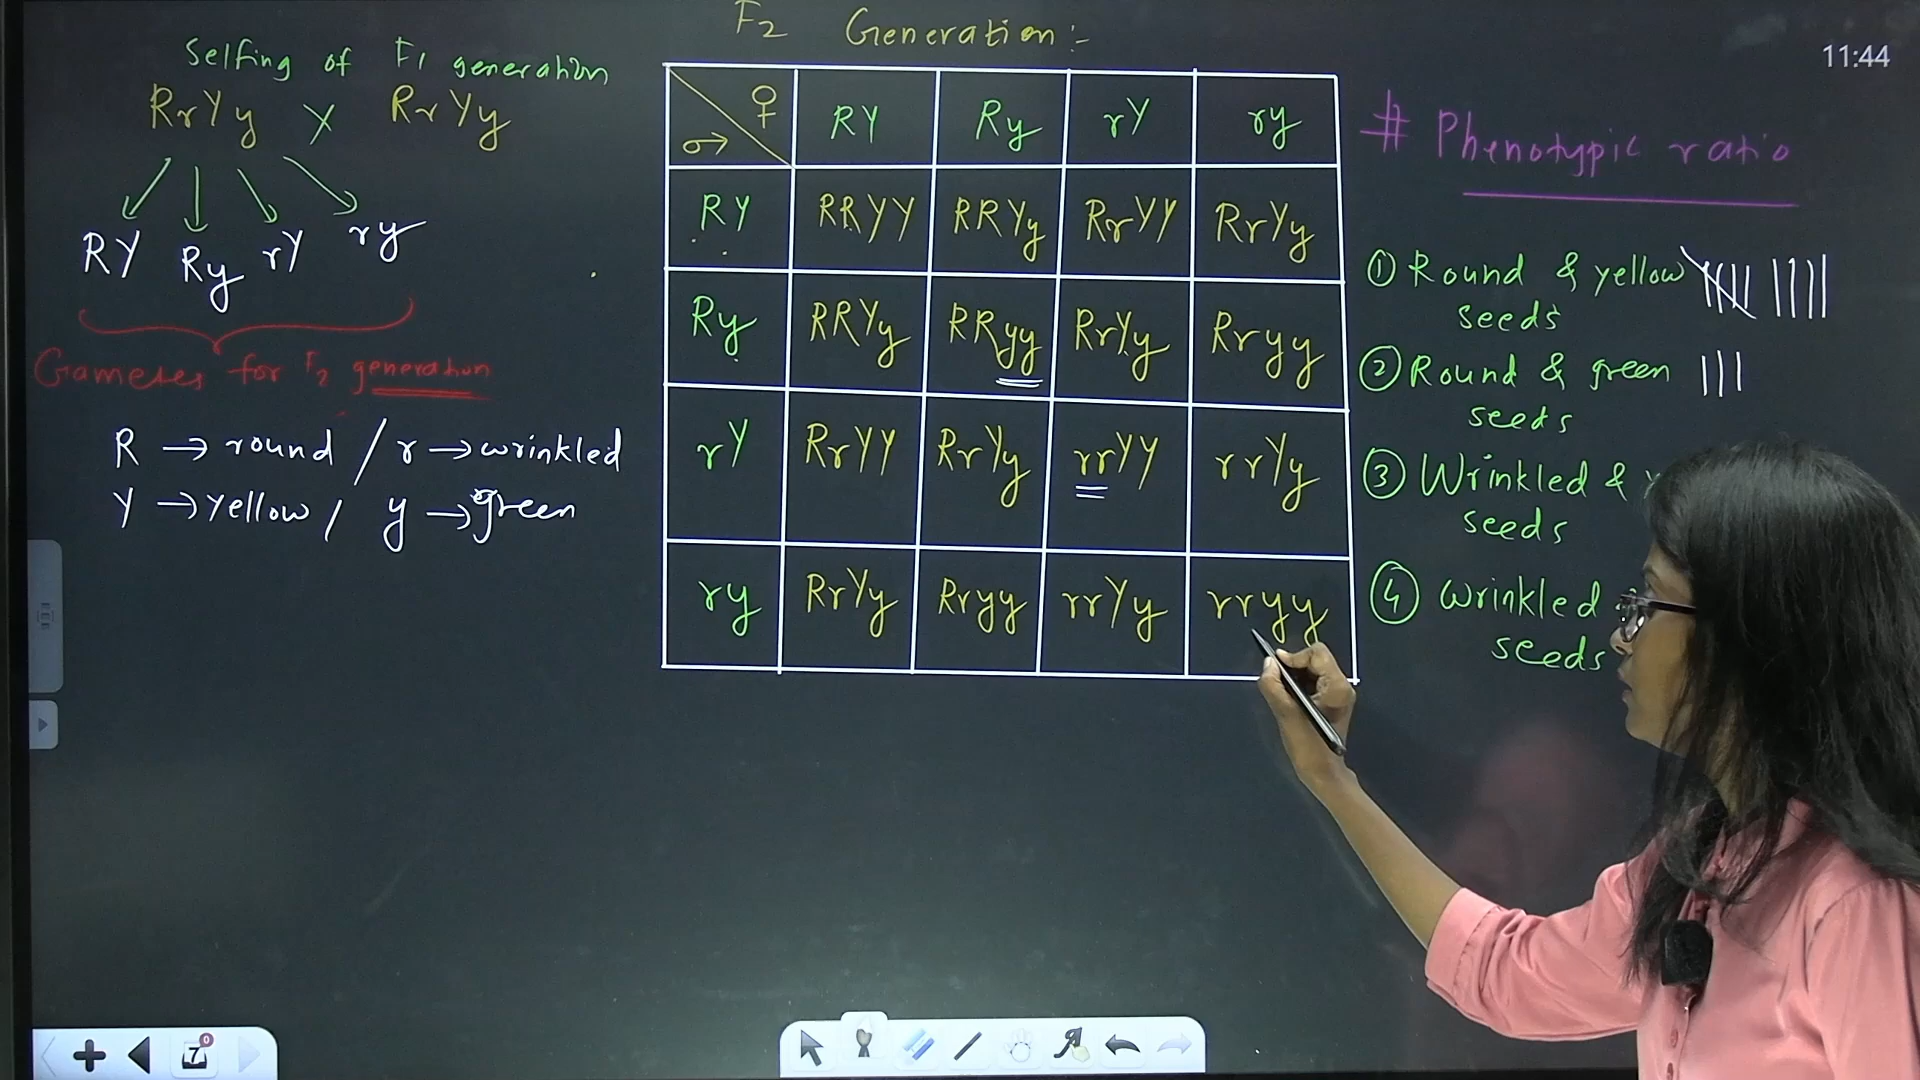 F2 Generation:-
11:44
Selfing of F1 generation
RrYy x RrYy
RY Ry rY ry
Gametes for F2 generation
R → round / r → wrinkled
Y → yellow / y → green
♀ RY Ry rY ry
♂
RY RRYY RRYy RrYY RrYy
Ry RRYy RRyy RrYy Rryy
rY RrYY RrYy rrYY rrYy
ry RrYy Rryy rrYy rryy
# Phenotypic ratio
① Round & yellow
seeds
② Round & green
seeds
③ Wrinkled &
seeds
④ Wrinkled
seeds
7
0